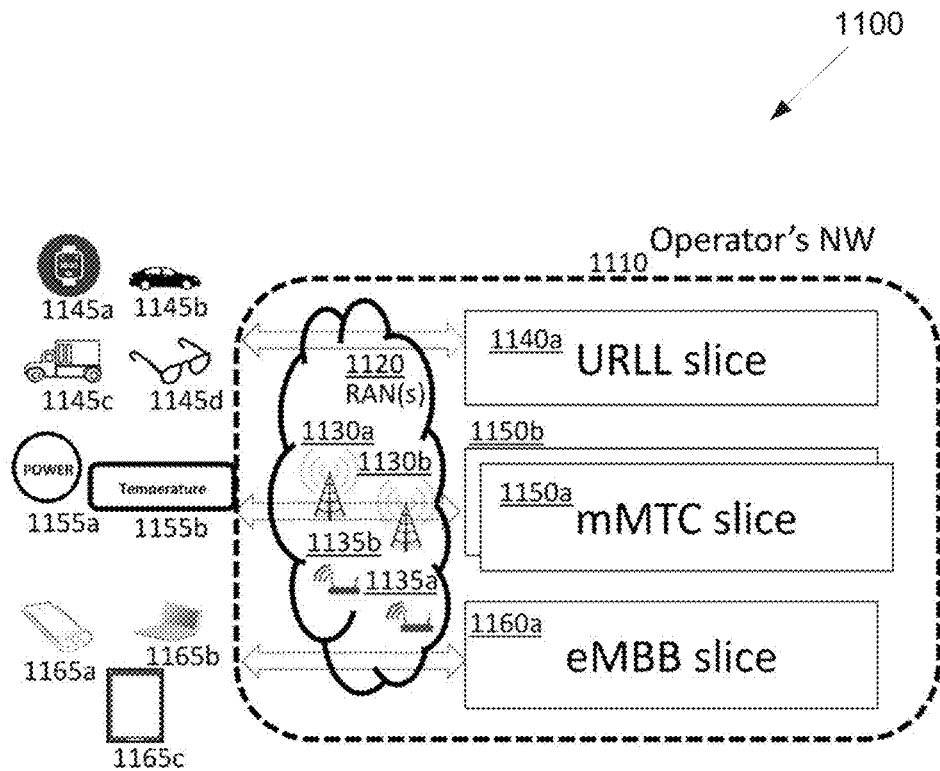 1100
Operator's NW
1110
1145a
1145b
1140a
URLL slice
1120
RAN(s)
1145c
1145d
1130a
1150b
1130b
POWER
Temperature
1150a
mMTC slice
1155a
1155b
1135b
1135a
1160a
eMBB slice
1165a
1165b
1165c